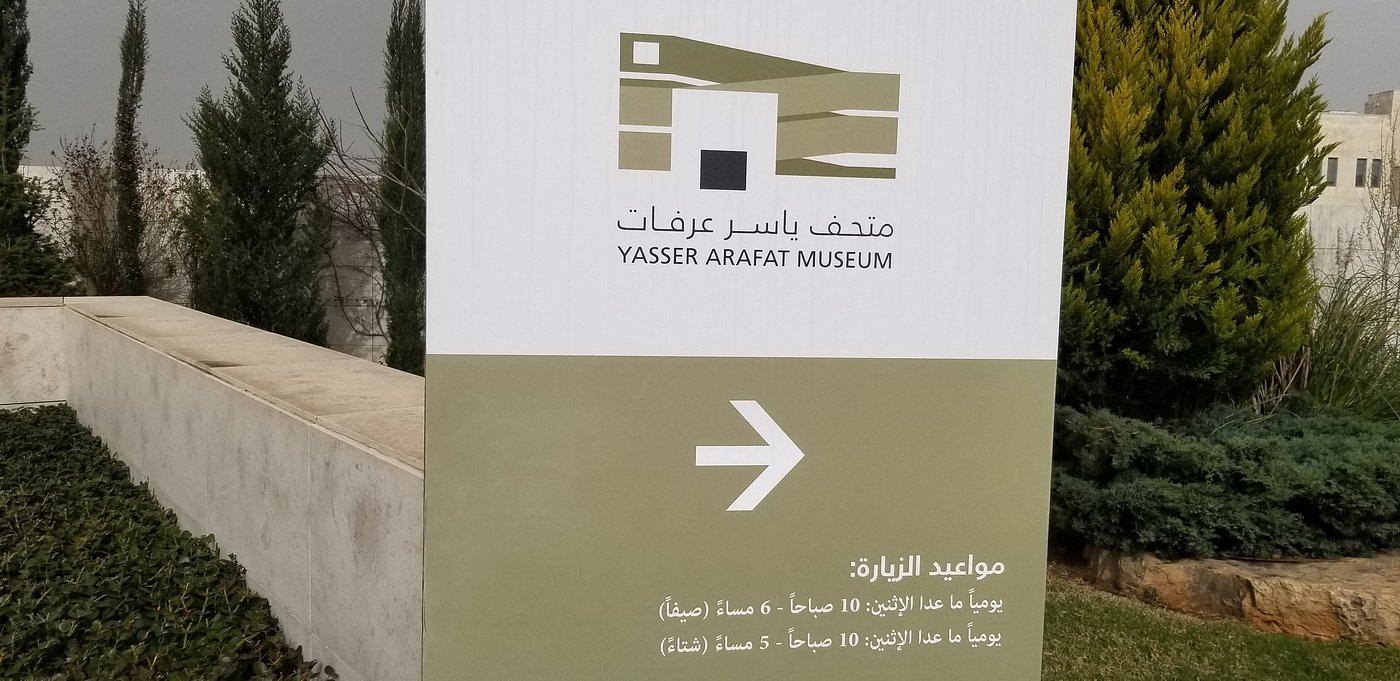 متحف ياسر عرفات
YASSER ARAFAT MUSEUM
مواعيد الزيارة:
يومياً ما عدا الإثنين: 10 صباحاً - 6 مساءً (صيفاً)
يومياً ما عدا الإثنين: 10 صباحاً - 5 مساءً (شتاءً)